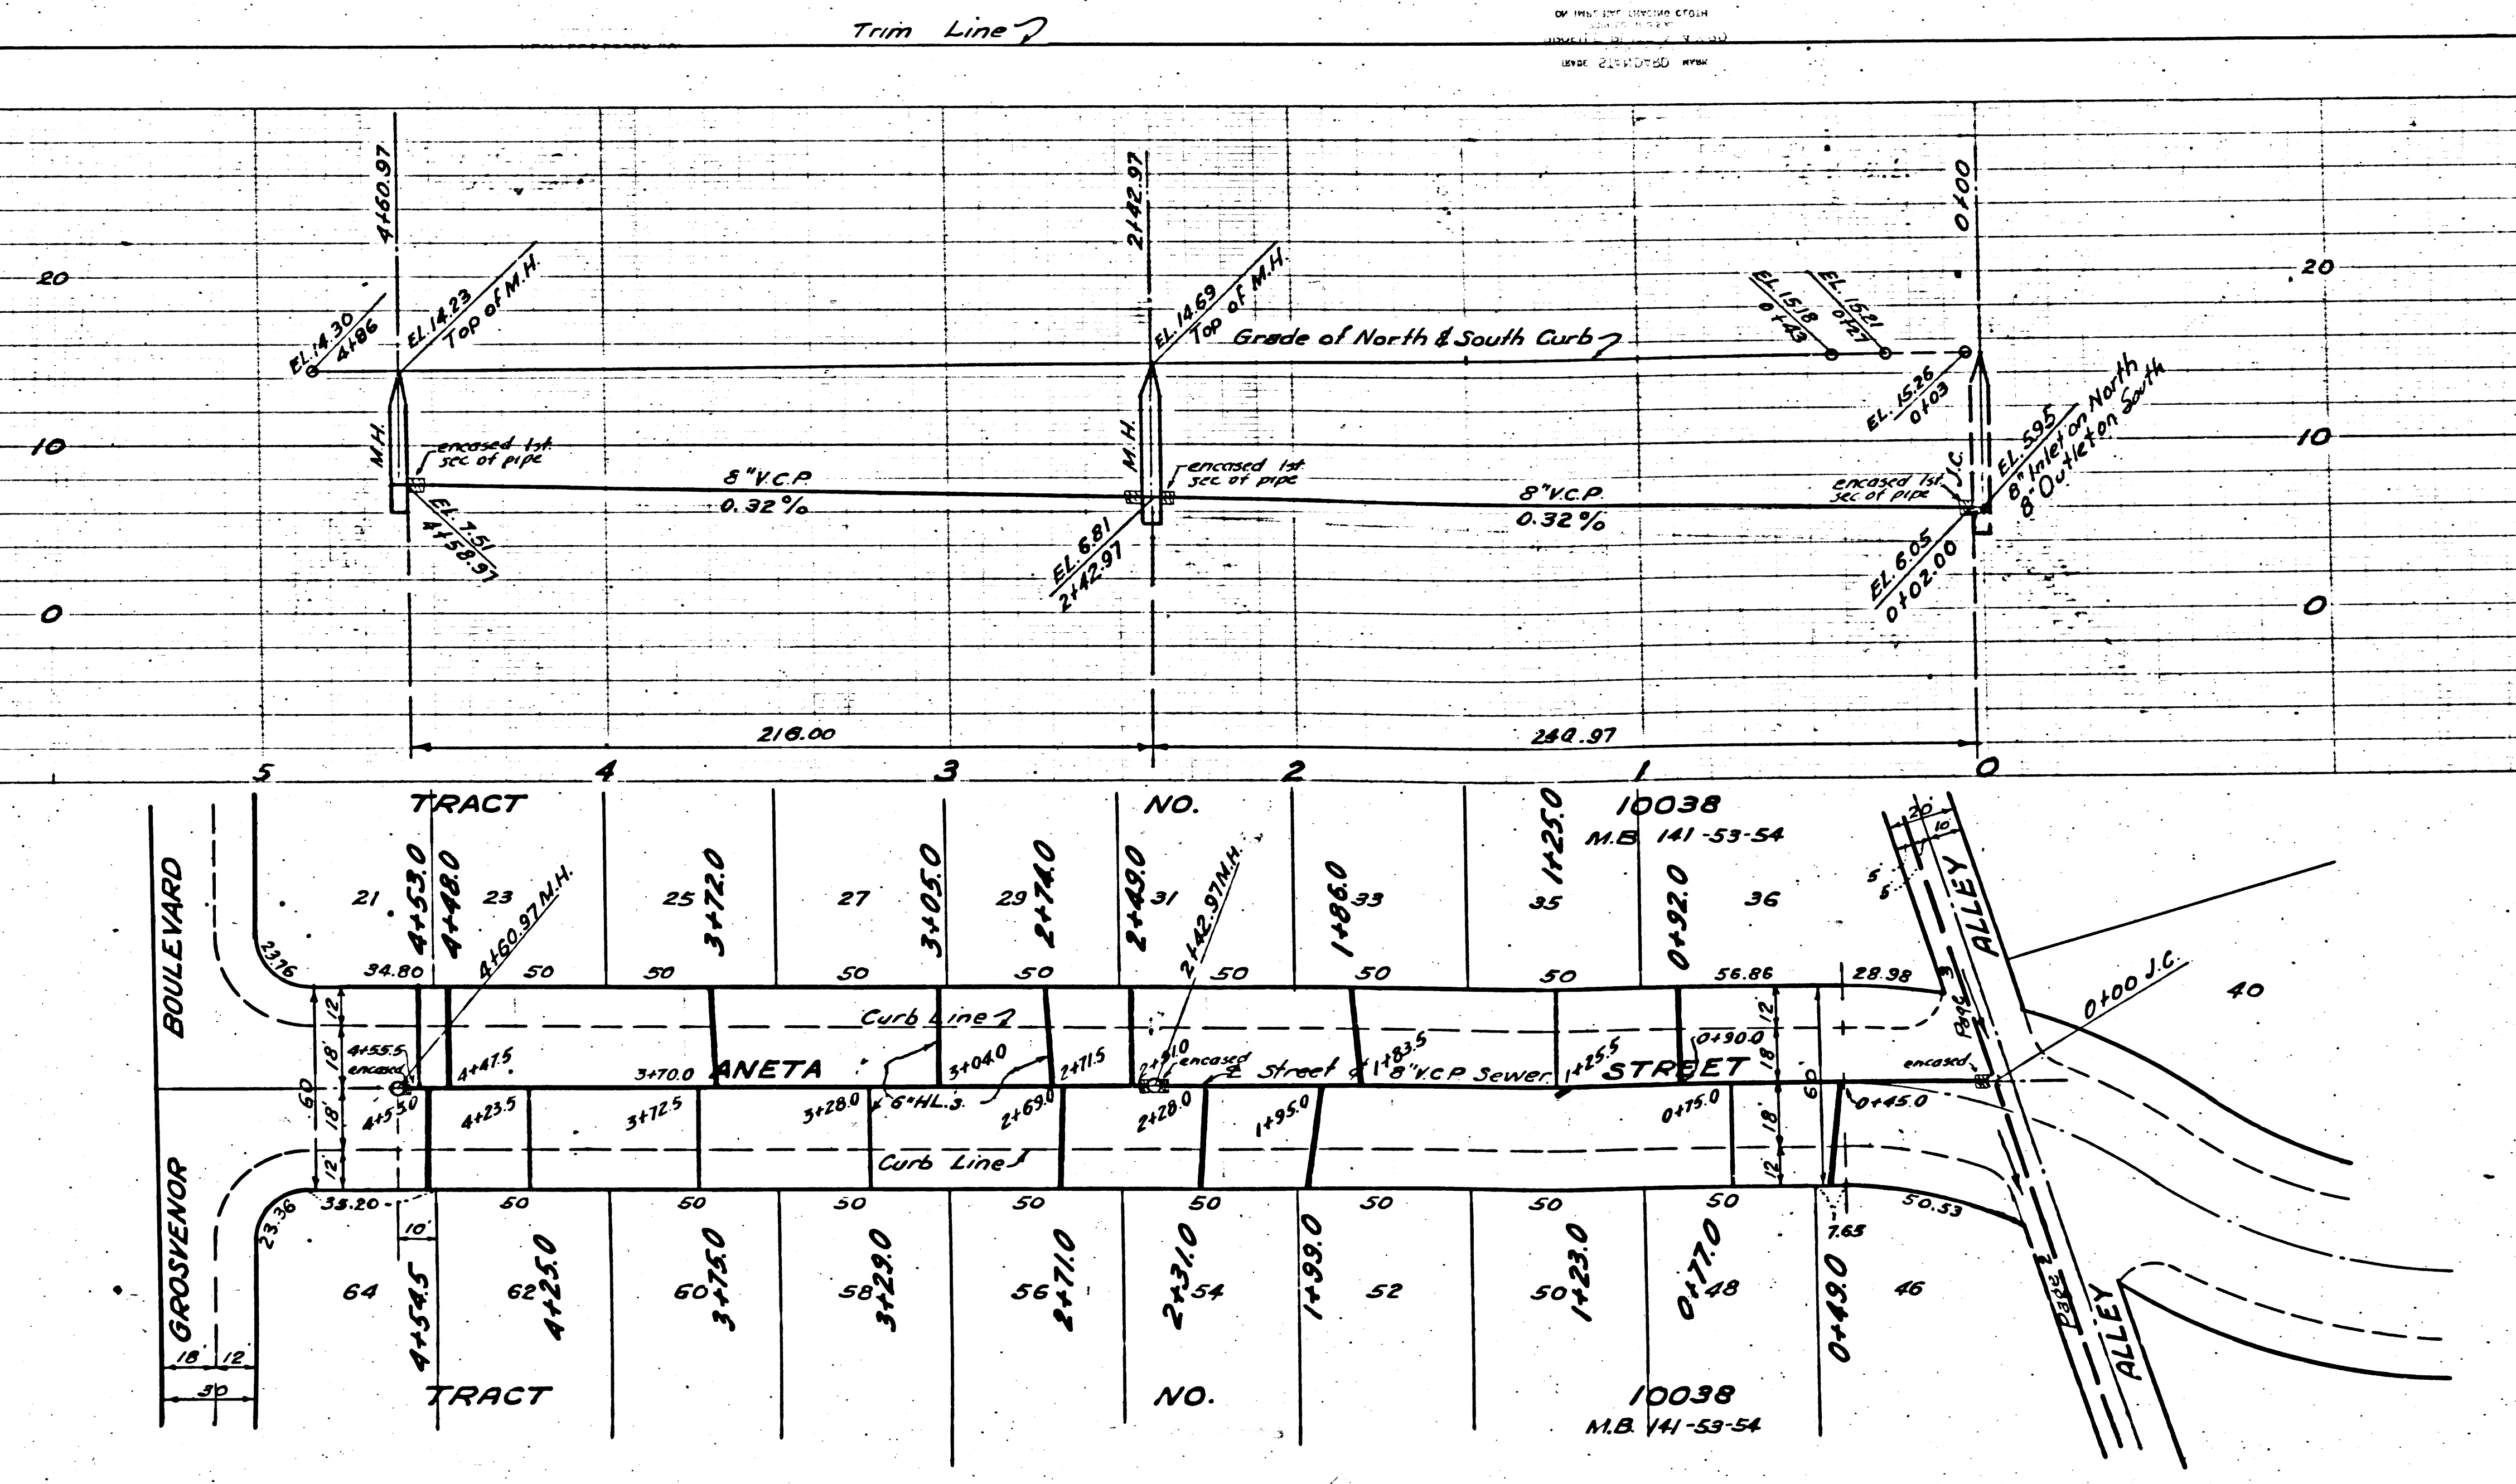 Trim Line
ON IMPERIAL TRACING CLOTH
TRADE STANDARD MARK
4+60.97
2+42.97
0+00
20
20
EL. 14.30
4+86
EL. 14.23
Top of M.H.
EL. 14.69
Top of M.H.
Grade of North & South Curb
EL. 15.18
0+43
EL. 15.21
0+27
EL. 15.26
0+03
EL. 5.95
8" Inlet on North
8" Outlet on South
10
10
M.H.
encased 1st.
sec. of pipe
8" V.C.P.
0.32%
M.H.
encased 1st
sec of pipe
8" V.C.P.
0.32%
encased 1st.
sec of pipe
J.C.
EL. 7.51
4+58.97
EL. 6.81
2+42.97
EL. 6.05
0+02.00
0
0
216.00
240.97
5
4
3
2
1
0
TRACT NO. 10038
M.B. 141-53-54
BOULEVARD
21
4+53.0
4+48.0
23
4+60.97 M.H.
25
3+72.0
27
3+05.0
29
2+74.0
2+49.0
31
2+42.97 M.H.
1+86.0
33
35
1+25.0
0+92.0
36
20'
10'
5'
5'
ALLEY
23.76
34.80
50
50
50
50
50
50
50
56.86
28.98
Page 3
0+00 J.C.
40
12'
18'
60'
18'
12'
Curb Line
4+55.5
encased
4+47.5
3+70.0
ANETA
3+04.0
2+71.5
2+51.0
encased
℄ Street & 8" V.C.P. Sewer
1+83.5
1+25.5
STREET
0+90.0
12'
18'
60'
18'
12'
encased
4+55.0
4+23.5
3+72.5
3+28.0
6" H.L.'s.
2+69.0
2+28.0
1+95.0
0+75.0
0+45.0
Curb Line
GROSVENOR
23.36
35.20
10'
50
50
50
50
50
50
50
50
7.65
50.53
64
4+54.5
62
4+25.0
60
3+75.0
58
3+29.0
56
2+71.0
2+31.0
54
1+99.0
52
50
1+23.0
0+77.0
48
0+49.0
46
Page 2
ALLEY
18'
12'
30
TRACT NO. 10038
M.B. 141-53-54